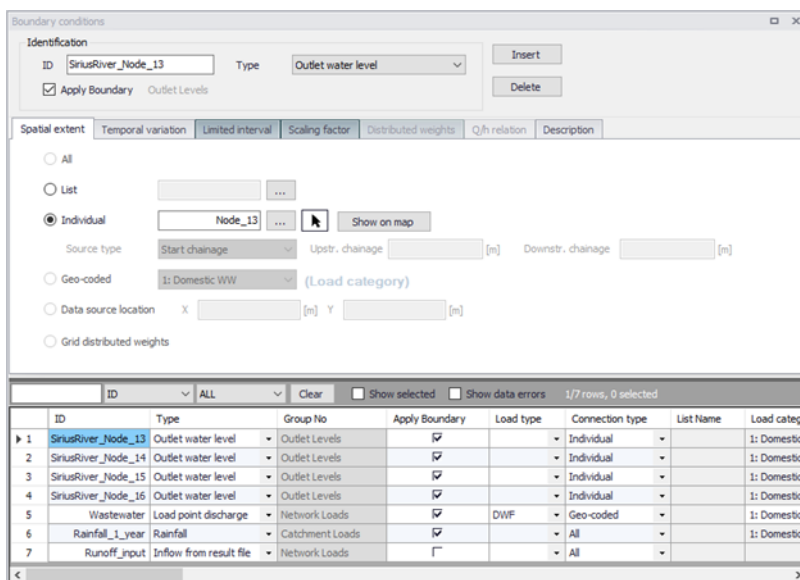 Boundary conditions
Identification
ID SiriusRiver_Node_13 Type Outlet water level Insert
Apply Boundary Outlet Levels Delete
Spatial extent Temporal variation Limited interval Scaling factor Distributed weights Q/h relation Description
All
List ...
Individual Node_13 ... Show on map
Source type Start chainage Upstr. chainage [m] Downstr. chainage [m]
Geo-coded 1: Domestic WW (Load category)
Data source location X [m] Y [m]
Grid distributed weights
ID ALL Clear Show selected Show data errors 1/7 rows, 0 selected
ID Type Group No Apply Boundary Load type Connection type List Name Load categ
1 SiriusRiver_Node_13 Outlet water level Outlet Levels Individual 1: Domestic
2 SiriusRiver_Node_14 Outlet water level Outlet Levels Individual 1: Domestic
3 SiriusRiver_Node_15 Outlet water level Outlet Levels Individual 1: Domestic
4 SiriusRiver_Node_16 Outlet water level Outlet Levels Individual 1: Domestic
5 Wastewater Load point discharge Network Loads DWF Geo-coded 1: Domestic
6 Rainfall_1_year Rainfall Catchment Loads All 1: Domestic
7 Runoff_input Inflow from result file Network Loads All